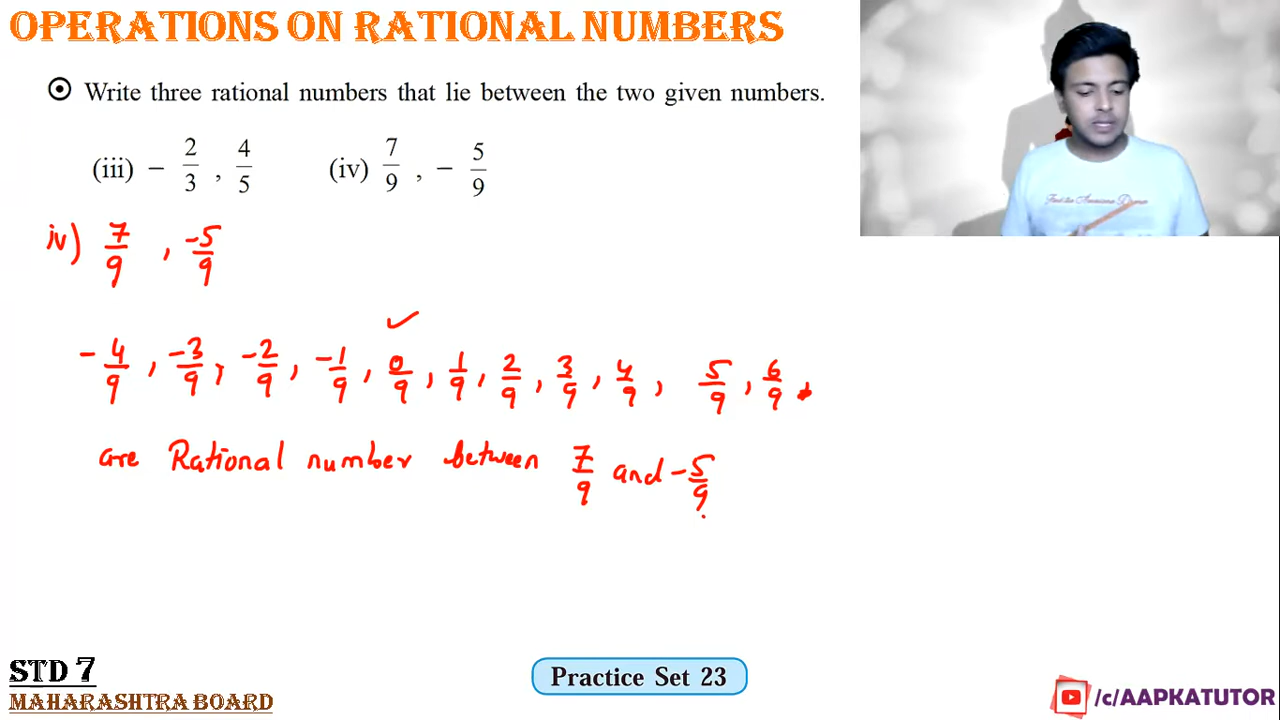 OPERATIONS ON RATIONAL NUMBERS
Write three rational numbers that lie between the two given numbers.
(iii) − 2/3 , 4/5 (iv) 7/9 , − 5/9
iv) 7/9 , -5/9
-4/9 , -3/9 , -2/9 , -1/9 , 0/9 , 1/9 , 2/9 , 3/9 , 4/9 , 5/9 , 6/9 .
are Rational number between 7/9 and -5/9
STD 7
MAHARASHTRA BOARD
Practice Set 23
/c/AAPKATUTOR